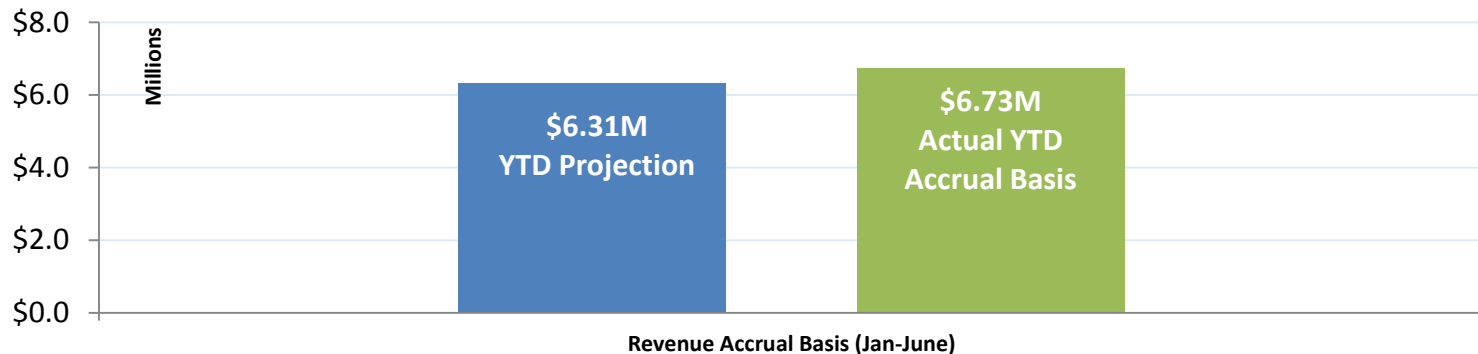 $8.0
Millions
$6.0
$4.0
$2.0
$0.0
$6.31M
YTD Projection
$6.73M
Actual YTD
Accrual Basis
Revenue Accrual Basis (Jan-June)